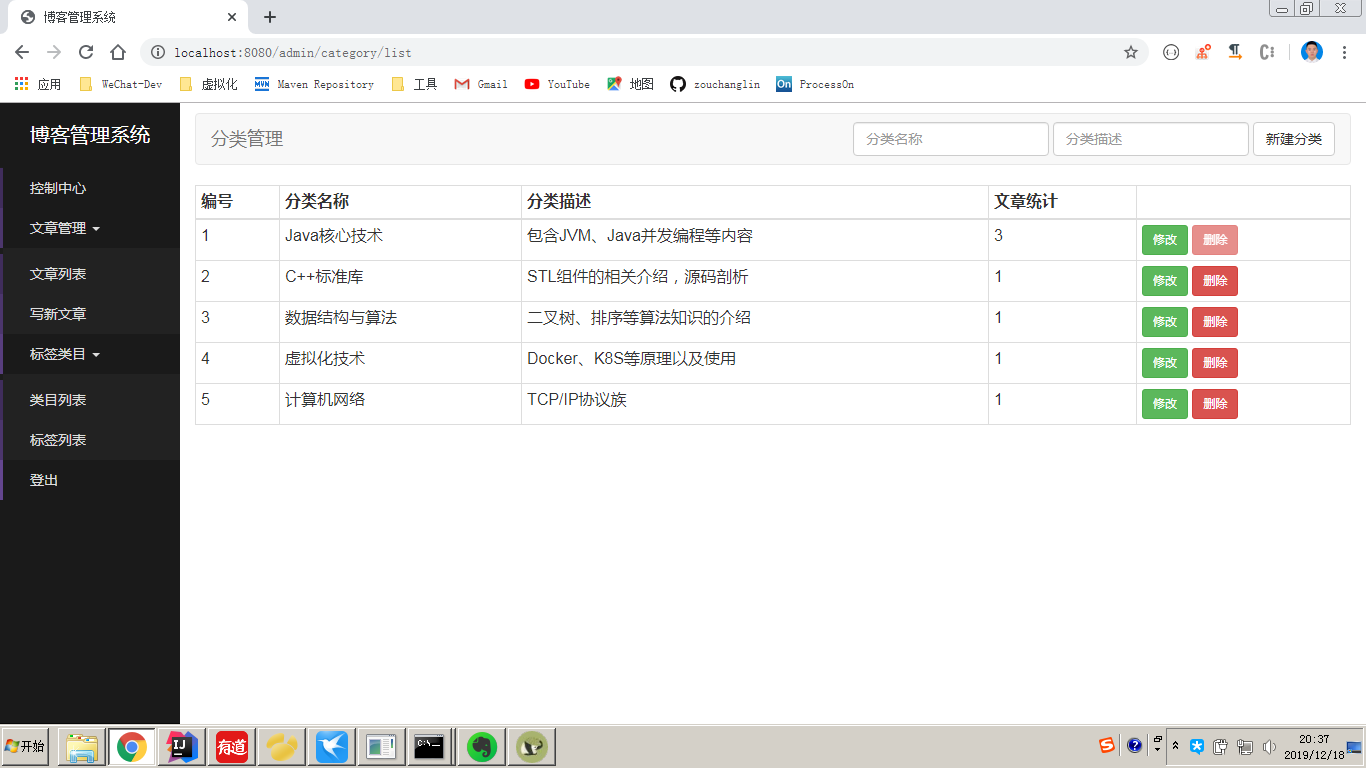 博客管理系统
localhost:8080/admin/category/list
应用 WeChat-Dev 虚拟化 MVN Maven Repository 工具 Gmail YouTube 地图 zouchanglin On ProcessOn
博客管理系统
控制中心
文章管理
文章列表
写新文章
标签类目
类目列表
标签列表
登出
分类管理 分类名称 分类描述 新建分类
编号 分类名称 分类描述 文章统计
1 Java核心技术 包含JVM、Java并发编程等内容 3 修改 删除
2 C++标准库 STL组件的相关介绍，源码剖析 1 修改 删除
3 数据结构与算法 二叉树、排序等算法知识的介绍 1 修改 删除
4 虚拟化技术 Docker、K8S等原理以及使用 1 修改 删除
5 计算机网络 TCP/IP协议族 1 修改 删除
开始 IJ 有道 C:\ 20:37
2019/12/18